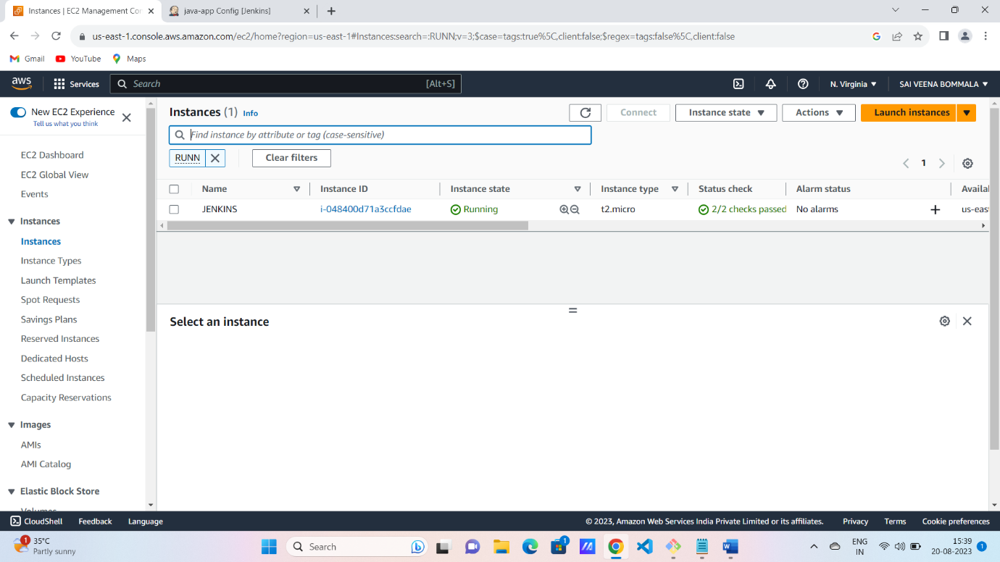 Instances | EC2 Management Con
java-app Config [Jenkins]
us-east-1.console.aws.amazon.com/ec2/home?region=us-east-1#Instances:search=:RUNN;v=3;$case=tags:true%5C,client:false;$regex=tags:false%5C,client:false
Gmail YouTube Maps
aws Services Search [Alt+S] N. Virginia SAI VEENA BOMMALA
New EC2 Experience
Tell us what you think
EC2 Dashboard
EC2 Global View
Events
Instances
Instances
Instance Types
Launch Templates
Spot Requests
Savings Plans
Reserved Instances
Dedicated Hosts
Scheduled Instances
Capacity Reservations
Images
AMIs
AMI Catalog
Elastic Block Store
Volumes
Instances (1) Info
Connect Instance state Actions Launch instances
Find instance by attribute or tag (case-sensitive)
RUNN Clear filters
1
Name Instance ID Instance state Instance type Status check Alarm status Availal
JENKINS i-048400d71a3ccfdae Running t2.micro 2/2 checks passed No alarms us-eas
Select an instance
CloudShell Feedback Language © 2023, Amazon Web Services India Private Limited or its affiliates. Privacy Terms Cookie preferences
1 35°C
Partly sunny
Search
1
W
ENG
IN
15:39
20-08-2023
1